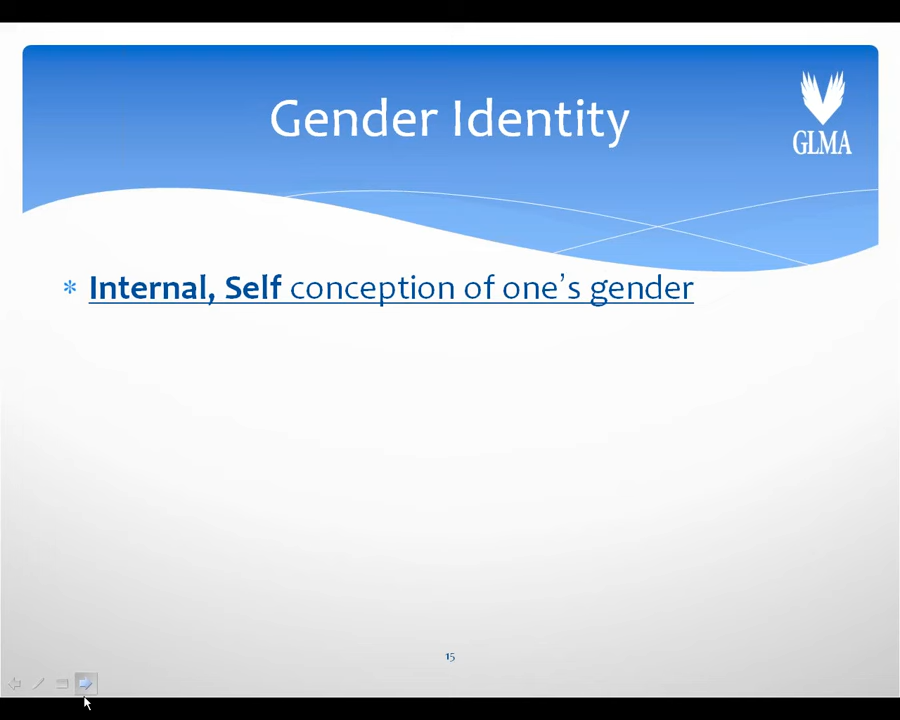 Gender Identity
GLMA
* Internal, Self conception of one’s gender
15